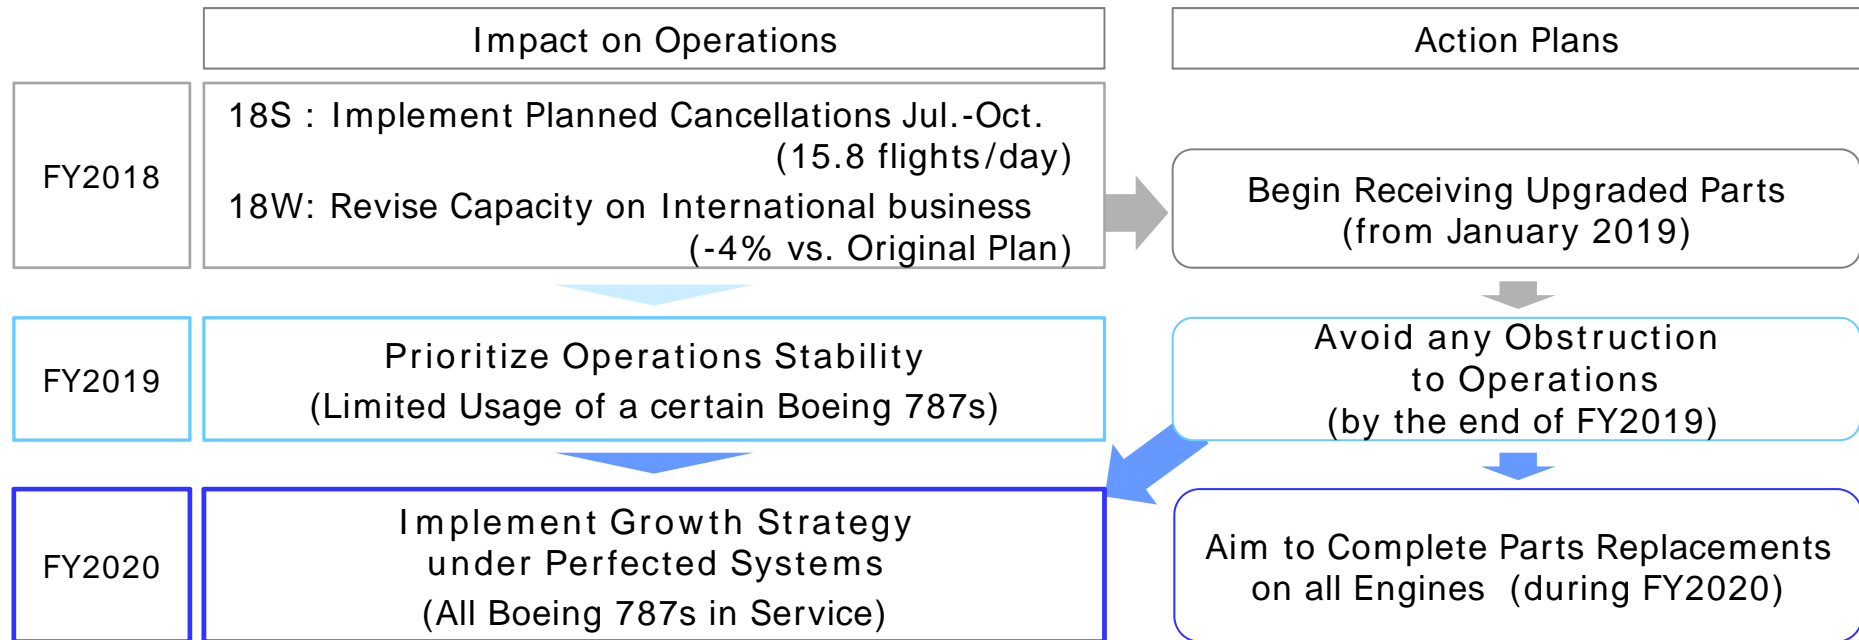 Impact on Operations
Action Plans
FY2018
18S : Implement Planned Cancellations Jul.-Oct.
(15.8 flights/day)
18W: Revise Capacity on International business
(-4% vs. Original Plan)
Begin Receiving Upgraded Parts
(from January 2019)
FY2019
Prioritize Operations Stability
(Limited Usage of a certain Boeing 787s)
Avoid any Obstruction
to Operations
(by the end of FY2019)
FY2020
Implement Growth Strategy
under Perfected Systems
(All Boeing 787s in Service)
Aim to Complete Parts Replacements
on all Engines (during FY2020)